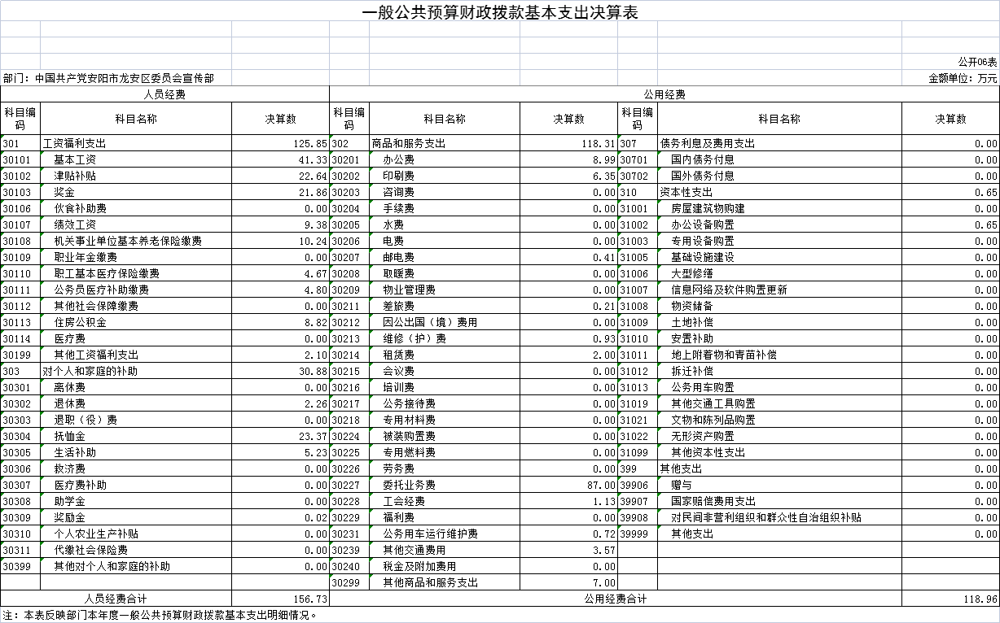 一般公共预算财政拨款基本支出决算表
公开06表
部门：中国共产党安阳市龙安区委员会宣传部 金额单位：万元
人员经费 公用经费
科目编码 科目名称 决算数 科目编码 科目名称 决算数 科目编码 科目名称 决算数
301 工资福利支出 125.85 302 商品和服务支出 118.31 307 债务利息及费用支出 0.00
30101 基本工资 41.33 30201 办公费 8.99 30701 国内债务付息 0.00
30102 津贴补贴 22.64 30202 印刷费 6.35 30702 国外债务付息 0.00
30103 奖金 21.86 30203 咨询费 0.00 310 资本性支出 0.65
30106 伙食补助费 0.00 30204 手续费 0.00 31001 房屋建筑物购建 0.00
30107 绩效工资 9.38 30205 水费 0.00 31002 办公设备购置 0.65
30108 机关事业单位基本养老保险缴费 10.24 30206 电费 0.00 31003 专用设备购置 0.00
30109 职业年金缴费 0.00 30207 邮电费 0.41 31005 基础设施建设 0.00
30110 职工基本医疗保险缴费 4.67 30208 取暖费 0.00 31006 大型修缮 0.00
30111 公务员医疗补助缴费 4.80 30209 物业管理费 0.00 31007 信息网络及软件购置更新 0.00
30112 其他社会保障缴费 0.00 30211 差旅费 0.21 31008 物资储备 0.00
30113 住房公积金 8.82 30212 因公出国（境）费用 0.00 31009 土地补偿 0.00
30114 医疗费 0.00 30213 维修（护）费 0.93 31010 安置补助 0.00
30199 其他工资福利支出 2.10 30214 租赁费 2.00 31011 地上附着物和青苗补偿 0.00
303 对个人和家庭的补助 30.88 30215 会议费 0.00 31012 拆迁补偿 0.00
30301 离休费 0.00 30216 培训费 0.00 31013 公务用车购置 0.00
30302 退休费 2.26 30217 公务接待费 0.00 31019 其他交通工具购置 0.00
30303 退职（役）费 0.00 30218 专用材料费 0.00 31021 文物和陈列品购置 0.00
30304 抚恤金 23.37 30224 被装购置费 0.00 31022 无形资产购置 0.00
30305 生活补助 5.23 30225 专用燃料费 0.00 31099 其他资本性支出 0.00
30306 救济费 0.00 30226 劳务费 0.00 399 其他支出 0.00
30307 医疗费补助 0.00 30227 委托业务费 87.00 39906 赠与 0.00
30308 助学金 0.00 30228 工会经费 1.13 39907 国家赔偿费用支出 0.00
30309 奖励金 0.02 30229 福利费 0.00 39908 对民间非营利组织和群众性自治组织补贴 0.00
30310 个人农业生产补贴 0.00 30231 公务用车运行维护费 0.72 39999 其他支出 0.00
30311 代缴社会保险费 0.00 30239 其他交通费用 3.57
30399 其他对个人和家庭的补助 0.00 30240 税金及附加费用 0.00
30299 其他商品和服务支出 7.00
人员经费合计 156.73 公用经费合计 118.96
注：本表反映部门本年度一般公共预算财政拨款基本支出明细情况。